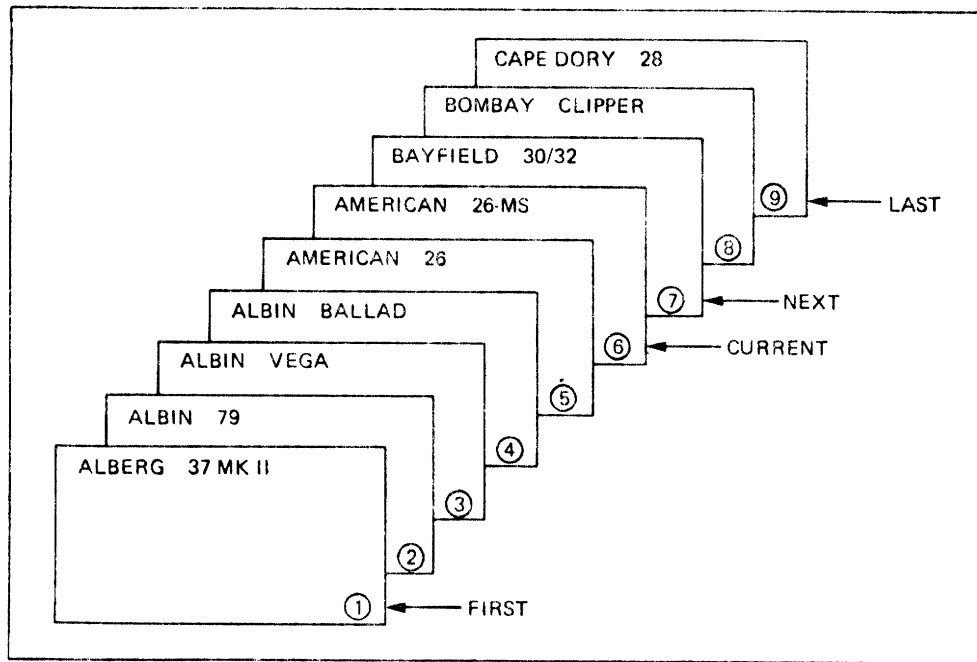 CAPE DORY 28
BOMBAY CLIPPER
BAYFIELD 30/32
9 LAST
AMERICAN 26-MS
8
AMERICAN 26
7 NEXT
ALBIN BALLAD
6 CURRENT
ALBIN VEGA
5
ALBIN 79
4
ALBERG 37 MK II
3
2
1 FIRST